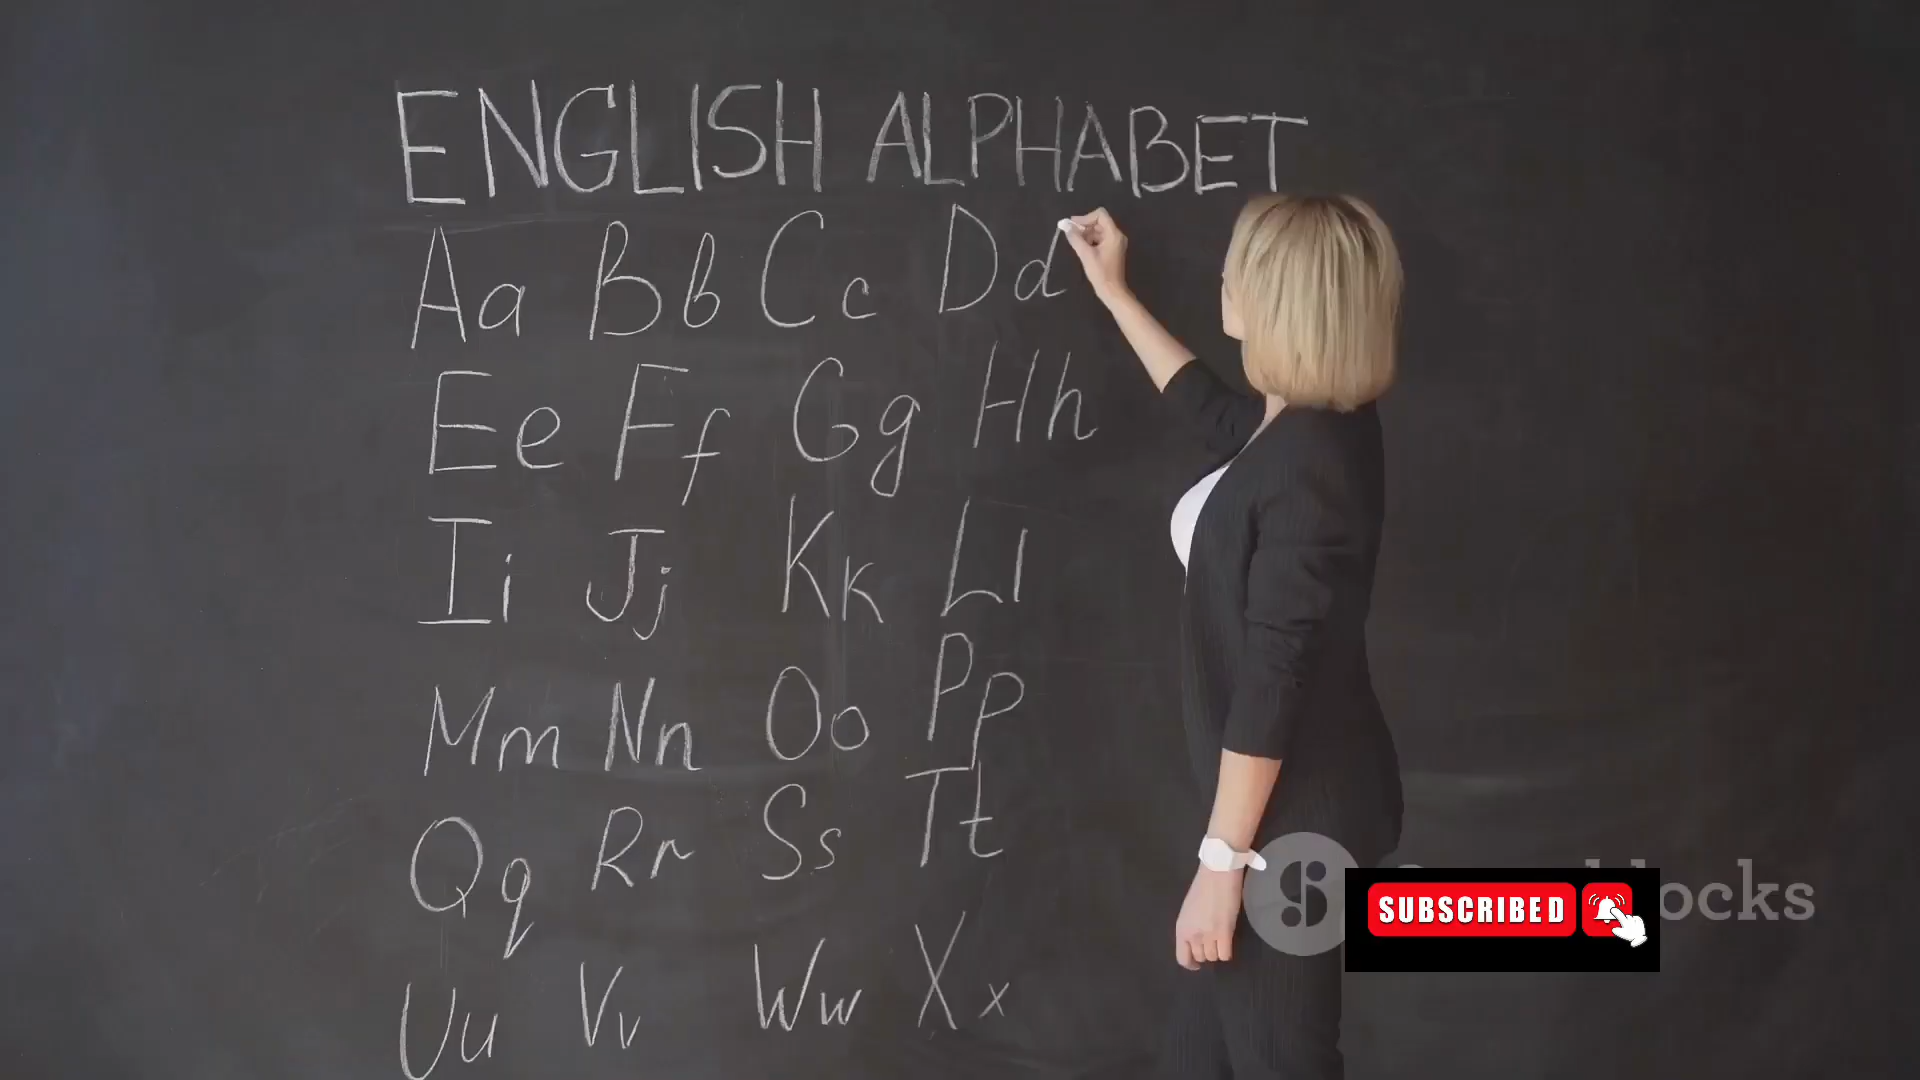 ENGLISH ALPHABET
Aa Bb Cc Dd
Ee Ff Gg Hh
Ii Jj Kk Ll
Mm Nn Oo Pp
Qq Rr Ss Tt
Uu Vv Ww Xx
SUBSCRIBED